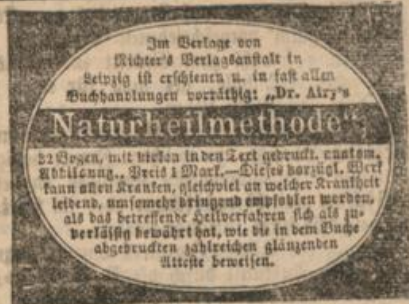 Im Verlage von
Richter's Verlagsanstalt in
Leipzig ist erschienen u. in fast allen
Buchhandlungen vorräthig: „Dr. Airy's
Naturheilmethode“,
32 Bogen, mit vielen in den Text gedruckt. anatom.
Abbildung.. Preis 1 Mark.—Dieses vorzügl. Werk
kann allen Kranken, gleichviel an welcher Krankheit
leidend, umsomehr dringend empfohlen werden,
als das betreffende Heilverfahren sich als zu-
verlässig bewährt hat, wie die in dem Buche
abgedruckten zahlreichen glänzenden
Atteste beweisen.